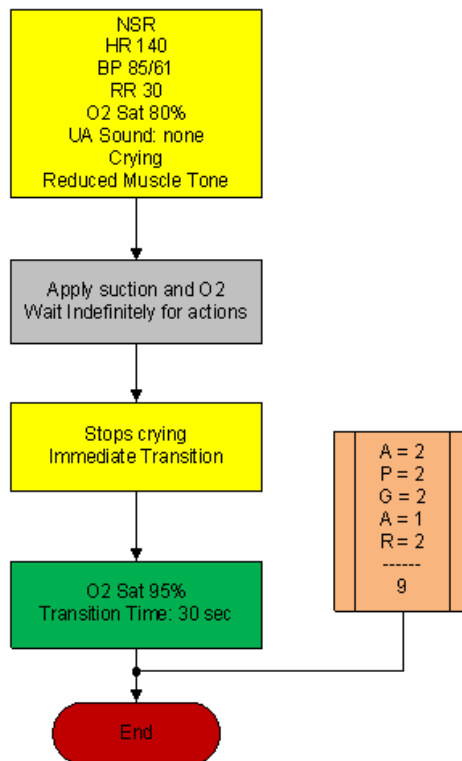 NSR
HR 140
BP 85/61
RR 30
O2 Sat 80%
UA Sound: none
Crying
Reduced Muscle Tone
Apply suction and O2
Wait Indefinitely for actions
Stops crying
Immediate Transition
A = 2
P = 2
G = 2
A = 1
R = 2
------
9
O2 Sat 95%
Transition Time: 30 sec
End